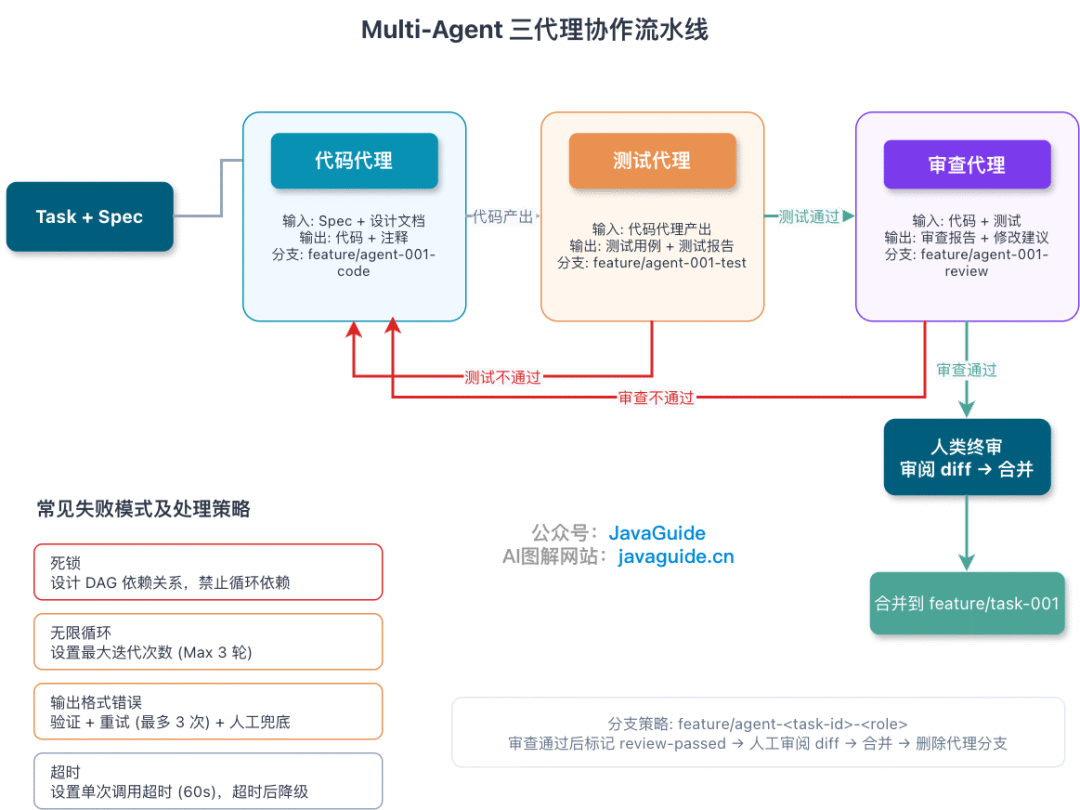 Multi-Agent 三代理协作流水线
Task + Spec
代码代理
输入: Spec + 设计文档
输出: 代码 + 注释
分支: feature/agent-001-
code
代码产出
测试代理
输入: 代码代理产出
输出: 测试用例 + 测试报告
分支: feature/agent-001-test
测试通过
审查代理
输入: 代码 + 测试
输出: 审查报告 + 修改建议
分支: feature/agent-001-
review
测试不通过
审查不通过
审查通过
人类终审
审阅 diff → 合并
合并到 feature/task-001
常见失败模式及处理策略
死锁
设计 DAG 依赖关系，禁止循环依赖
无限循环
设置最大迭代次数 (Max 3 轮)
输出格式错误
验证 + 重试 (最多 3 次) + 人工兜底
超时
设置单次调用超时 (60s)，超时后降级
公众号：JavaGuide
AI图解网站：javaguide.cn
分支策略: feature/agent-<task-id>-<role>
审查通过后标记 review-passed → 人工审阅 diff → 合并 → 删除代理分支